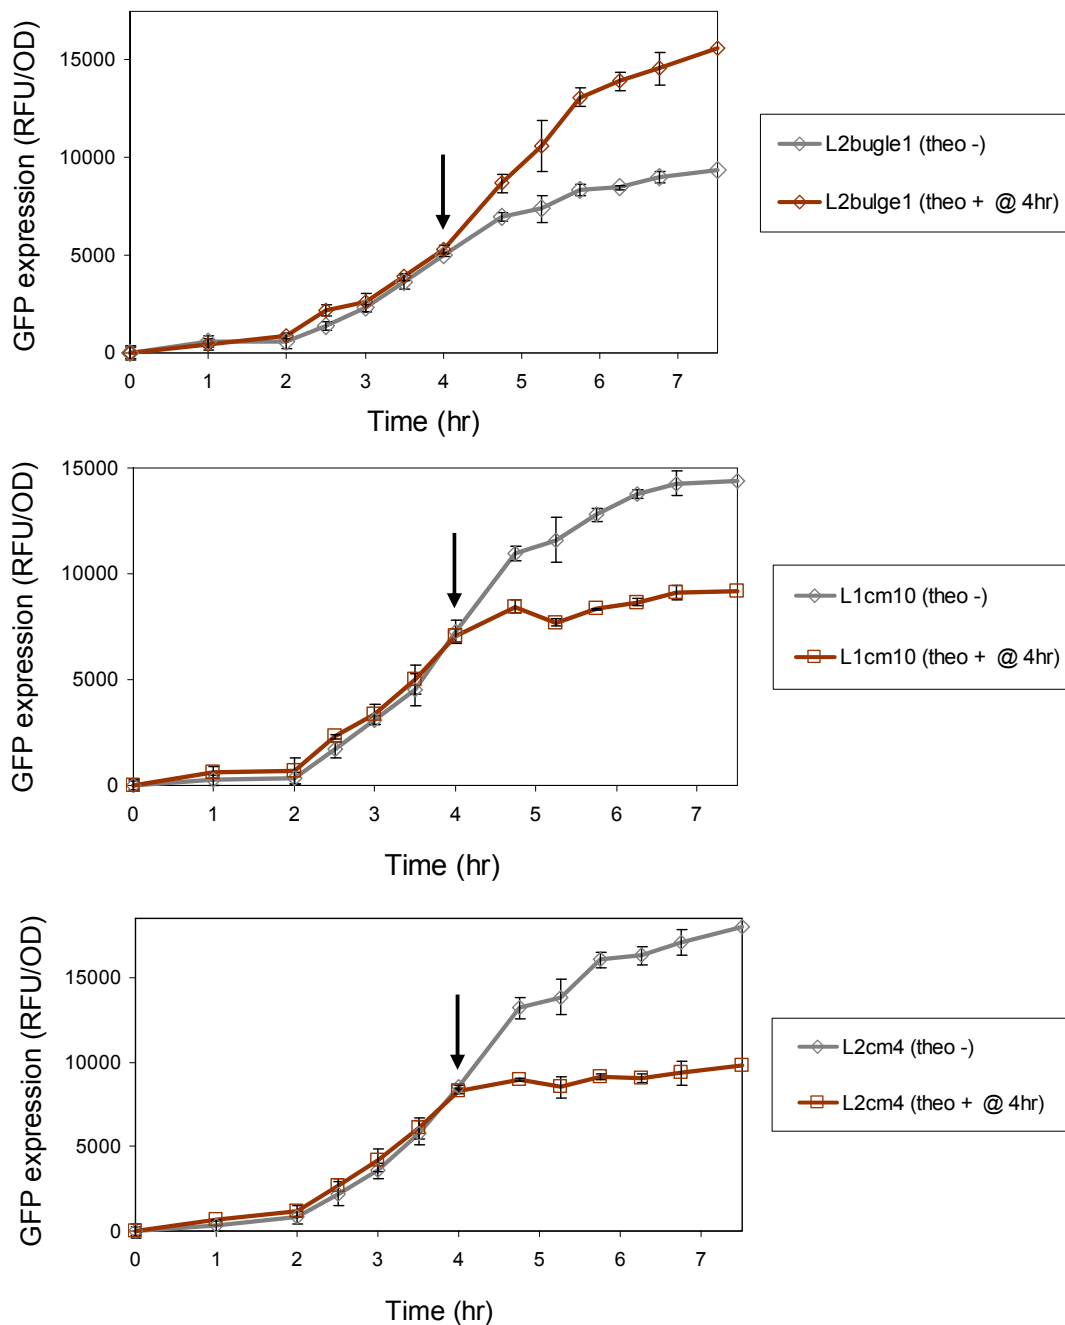 GFP expression (RFU/OD)
15000
10000
5000
0
0 1 2 3 4 5 6 7
Time (hr)
L2bugle1 (theo -)
L2bulge1 (theo + @ 4hr)
GFP expression (RFU/OD)
15000
10000
5000
0
0 1 2 3 4 5 6 7
Time (hr)
L1cm10 (theo -)
L1cm10 (theo + @ 4hr)
GFP expression (RFU/OD)
15000
10000
5000
0
0 1 2 3 4 5 6 7
Time (hr)
L2cm4 (theo -)
L2cm4 (theo + @ 4hr)